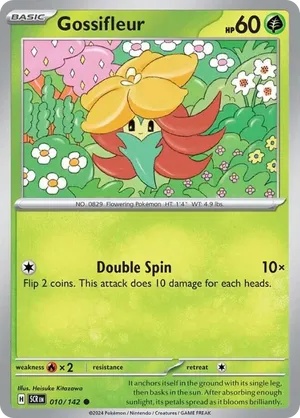 BASIC
Gossifleur
HP 60
NO. 0829 Flowering Pokémon HT: 1'4" WT: 4.9 lbs.
Double Spin 10×
Flip 2 coins. This attack does 10 damage for each heads.
weakness ×2 resistance retreat
Illus. Heisuke Kitazawa
H SCR EN 010/142
It anchors itself in the ground with its single leg,
then basks in the sun. After absorbing enough
sunlight, its petals spread as it blooms brilliantly.
©2024 Pokémon / Nintendo / Creatures / GAME FREAK